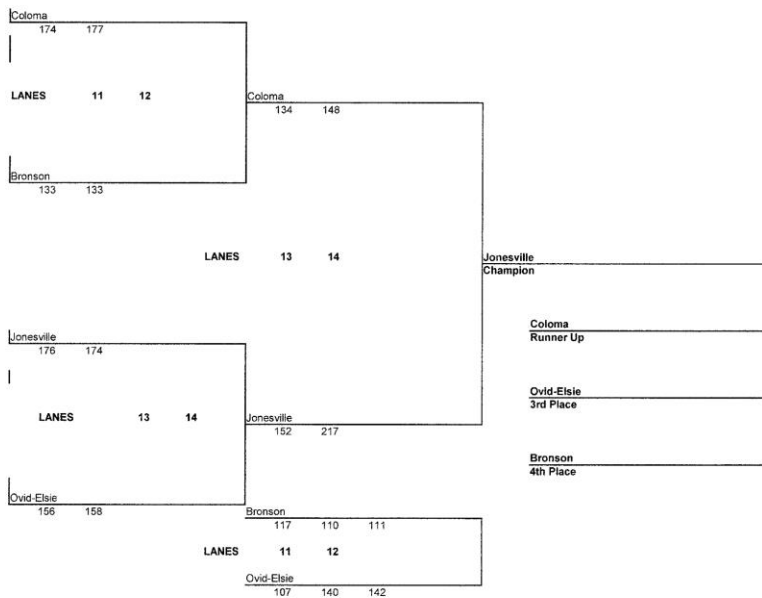 Coloma
174 177
LANES 11 12
Coloma
134 148
Bronson
133 133
LANES 13 14
Jonesville
Champion
Coloma
Runner Up
Jonesville
176 174
Ovid-Elsie
3rd Place
LANES 13 14
Jonesville
152 217
Bronson
4th Place
Ovid-Elsie
156 158
Bronson
117 110 111
LANES 11 12
Ovid-Elsie
107 140 142